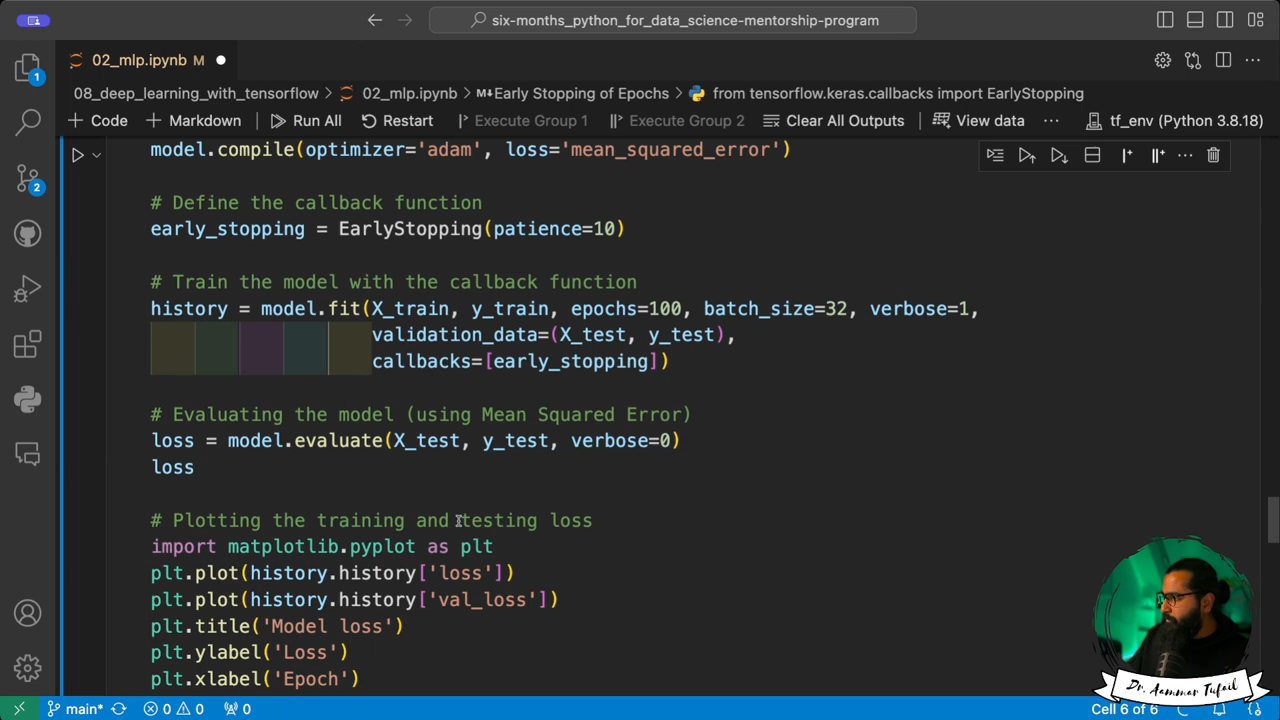 six-months_python_for_data_science-mentorship-program
02_mlp.ipynb M
08_deep_learning_with_tensorflow > 02_mlp.ipynb > M↓Early Stopping of Epochs > from tensorflow.keras.callbacks import EarlyStopping
+ Code + Markdown Run All Restart Execute Group 1 Execute Group 2 Clear All Outputs View data ... tf_env (Python 3.8.18)
model.compile(optimizer='adam', loss='mean_squared_error')
# Define the callback function
early_stopping = EarlyStopping(patience=10)
# Train the model with the callback function
history = model.fit(X_train, y_train, epochs=100, batch_size=32, verbose=1,
validation_data=(X_test, y_test),
callbacks=[early_stopping])
# Evaluating the model (using Mean Squared Error)
loss = model.evaluate(X_test, y_test, verbose=0)
loss
# Plotting the training and testing loss
import matplotlib.pyplot as plt
plt.plot(history.history['loss'])
plt.plot(history.history['val_loss'])
plt.title('Model loss')
plt.ylabel('Loss')
plt.xlabel('Epoch')
1
2
Dr. Aammar Tufail
main* 0 0 0 Cell 6 of 6